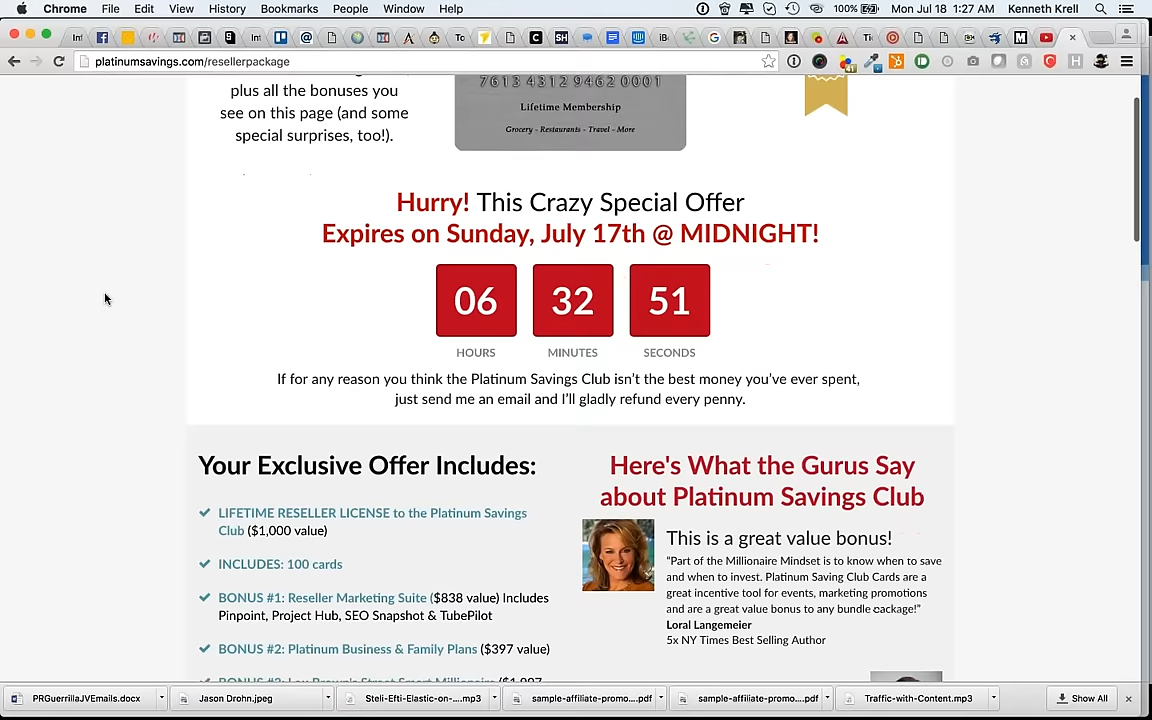 Chrome File Edit View History Bookmarks People Window Help 100% Mon Jul 18 1:27 AM Kenneth Krell
platinumsavings.com/resellerpackage
plus all the bonuses you
see on this page (and some
special surprises, too!).
7613 4312 9462 0001
Lifetime Membership
Grocery - Restaurants - Travel - More
Hurry! This Crazy Special Offer
Expires on Sunday, July 17th @ MIDNIGHT!
06 32 51
HOURS MINUTES SECONDS
If for any reason you think the Platinum Savings Club isn't the best money you've ever spent,
just send me an email and I'll gladly refund every penny.
Your Exclusive Offer Includes:
LIFETIME RESELLER LICENSE to the Platinum Savings
Club ($1,000 value)
INCLUDES: 100 cards
BONUS #1: Reseller Marketing Suite ($838 value) Includes
Pinpoint, Project Hub, SEO Snapshot & TubePilot
BONUS #2: Platinum Business & Family Plans ($397 value)
Here's What the Gurus Say
about Platinum Savings Club
This is a great value bonus!
"Part of the Millionaire Mindset is to know when to save
and when to invest. Platinum Saving Club Cards are a
great incentive tool for events, marketing promotions
and are a great value bonus to any bundle package!"
Loral Langemeier
5x NY Times Best Selling Author
PRGuerrillaJVEmails.docx Jason Drohn.jpeg Steli-Efti-Elastic-on-....mp3 sample-affiliate-promo....pdf sample-affiliate-promo....pdf Traffic-with-Content.mp3 Show All